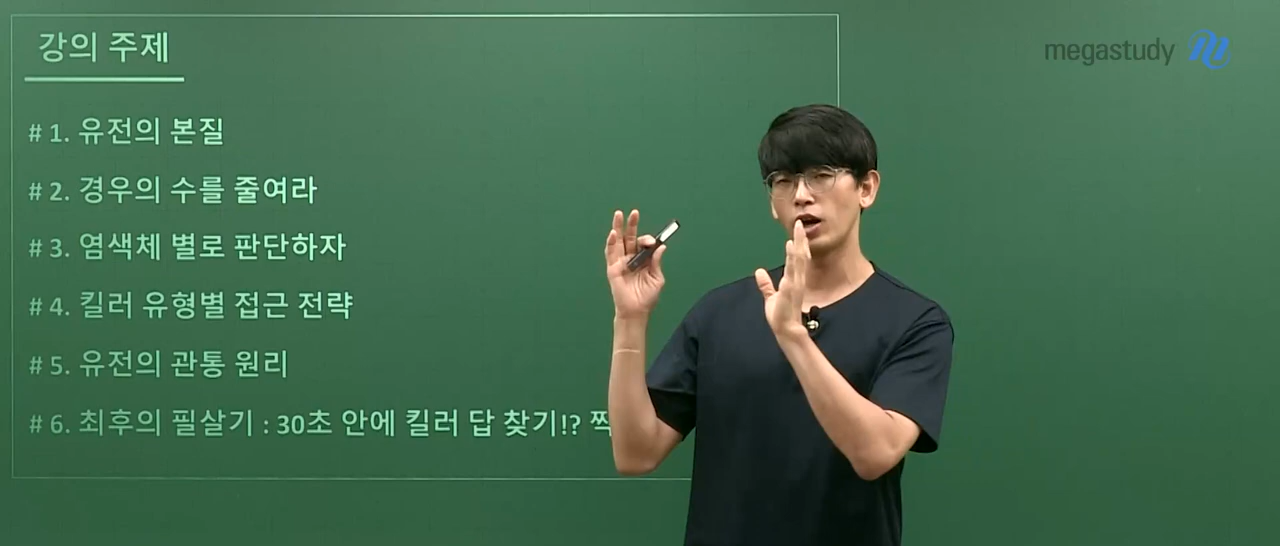 강의 주제
megastudy
# 1. 유전의 본질
# 2. 경우의 수를 줄여라
# 3. 염색체 별로 판단하자
# 4. 킬러 유형별 접근 전략
# 5. 유전의 관통 원리
# 6. 최후의 필살기 : 30초 안에 킬러 답 찾기!?